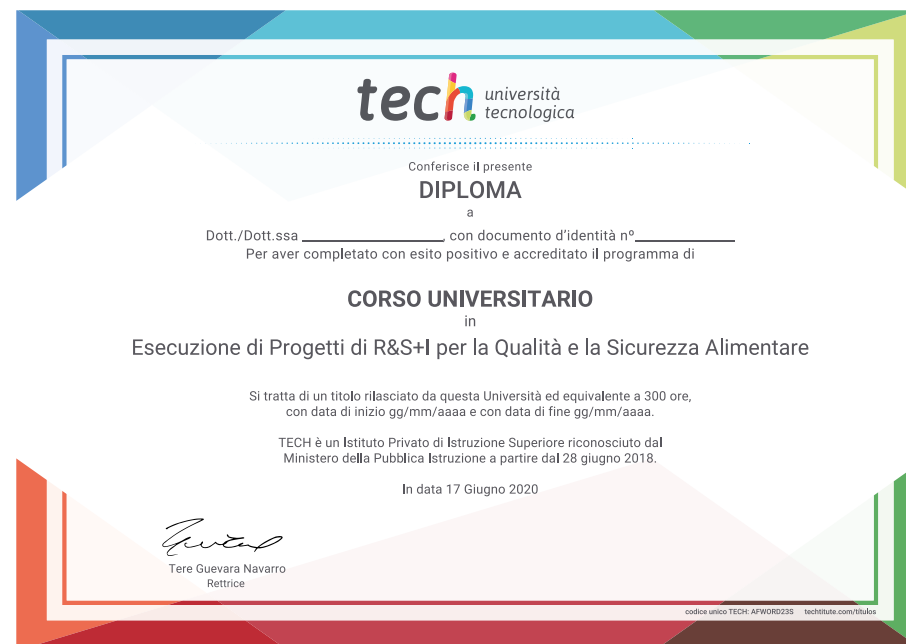 tech università
tecnologica
Conferisce il presente
DIPLOMA
a
Dott./Dott.ssa ____________________, con documento d'identità nº______________
Per aver completato con esito positivo e accreditato il programma di
CORSO UNIVERSITARIO
in
Esecuzione di Progetti di R&S+I per la Qualità e la Sicurezza Alimentare
Si tratta di un titolo rilasciato da questa Università ed equivalente a 300 ore,
con data di inizio gg/mm/aaaa e con data di fine gg/mm/aaaa.
TECH è un Istituto Privato di Istruzione Superiore riconosciuto dal
Ministero della Pubblica Istruzione a partire dal 28 giugno 2018.
In data 17 Giugno 2020
Tere Guevara Navarro
Rettrice
codice unico TECH: AFWORD23S techtitute.com/titulos